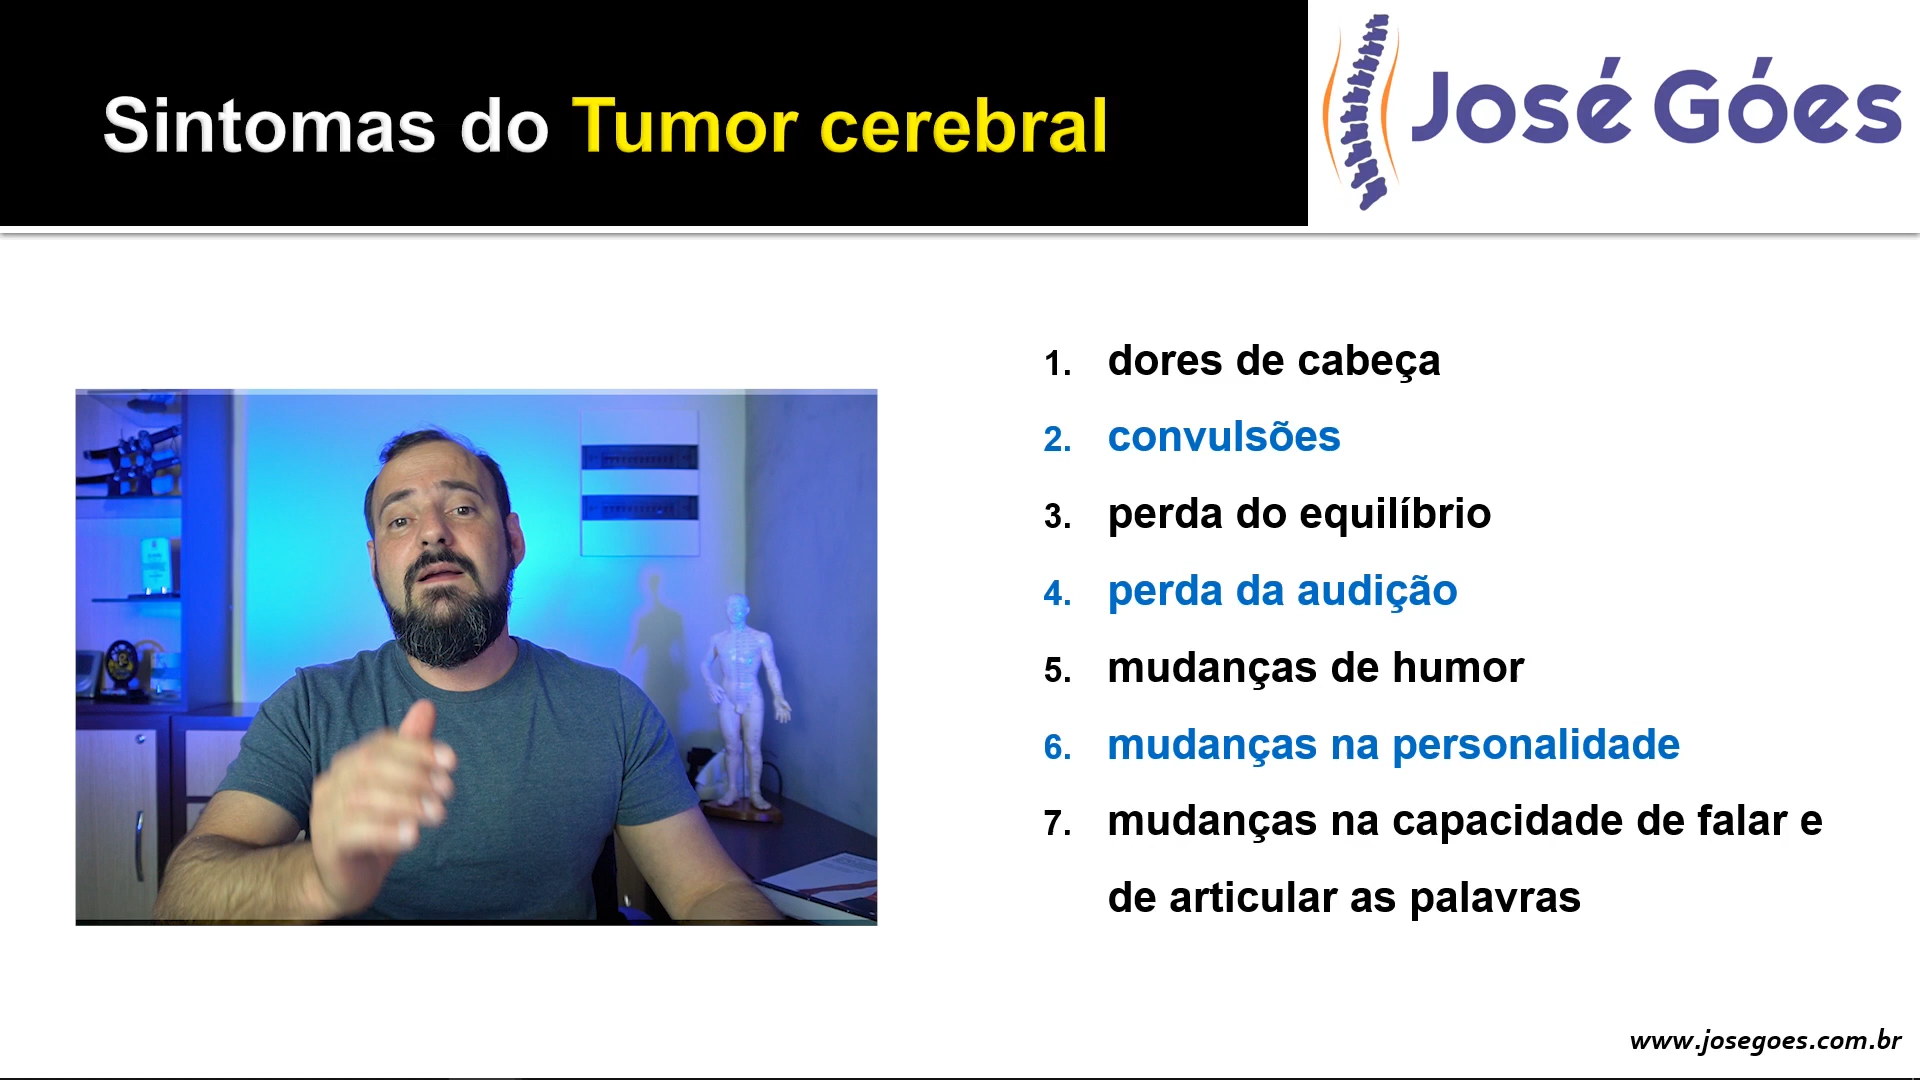 Sintomas do Tumor cerebral
José Góes
1. dores de cabeça
2. convulsões
3. perda do equilíbrio
4. perda da audição
5. mudanças de humor
6. mudanças na personalidade
7. mudanças na capacidade de falar e
de articular as palavras
www.josegoes.com.br